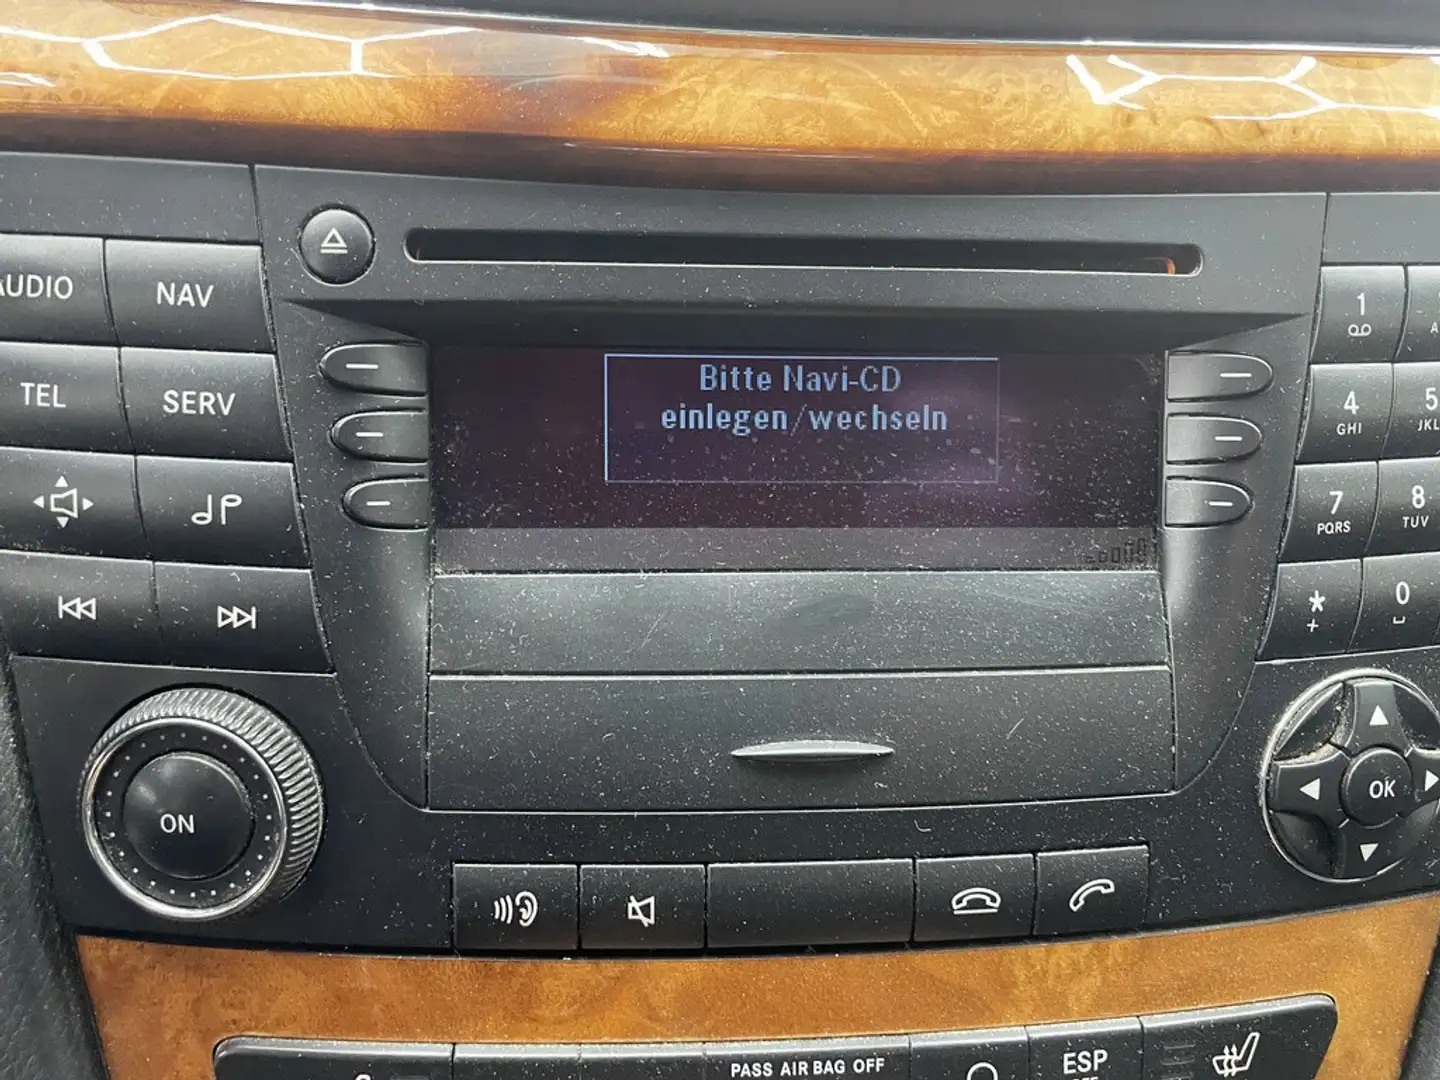 AUDIO
NAV
TEL
SERV
Bitte Navi-CD
einlegen/wechseln
1
4
GHI
5
JKL
7
PQRS
8
TUV
*
+
0
ON
OK
PASS AIR BAG OFF
ESP